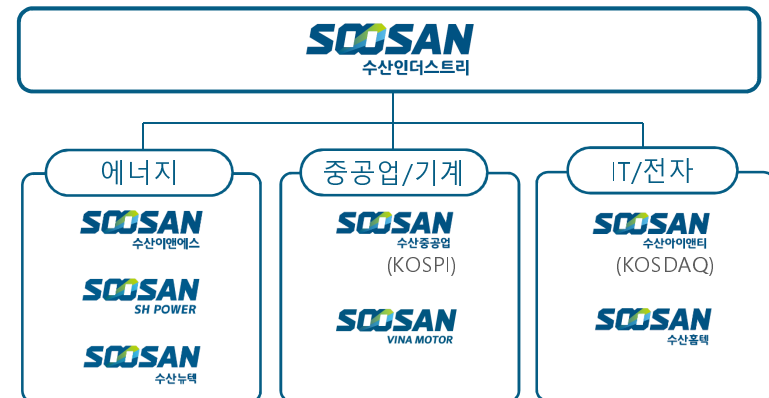 SOOSAN
수산인더스트리
에너지
SOOSAN
수산이앤에스
SOOSAN
SH POWER
SOOSAN
수산뉴텍
중공업/기계
SOOSAN
수산중공업
(KOSPI)
SOOSAN
VINA MOTOR
IT/전자
SOOSAN
수산아이앤티
(KOSDAQ)
SOOSAN
수산홈텍